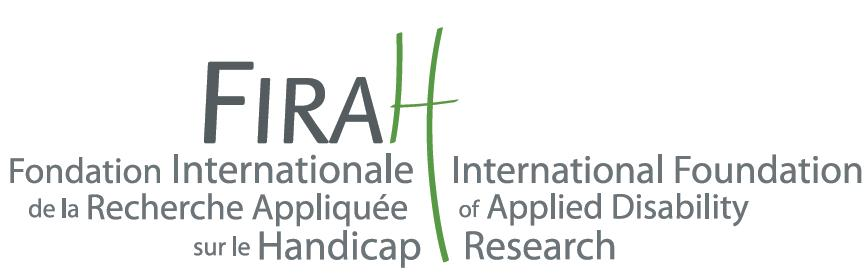 FIRAH
Fondation Internationale
de la Recherche Appliquée
sur le Handicap
International Foundation
of Applied Disability
Research